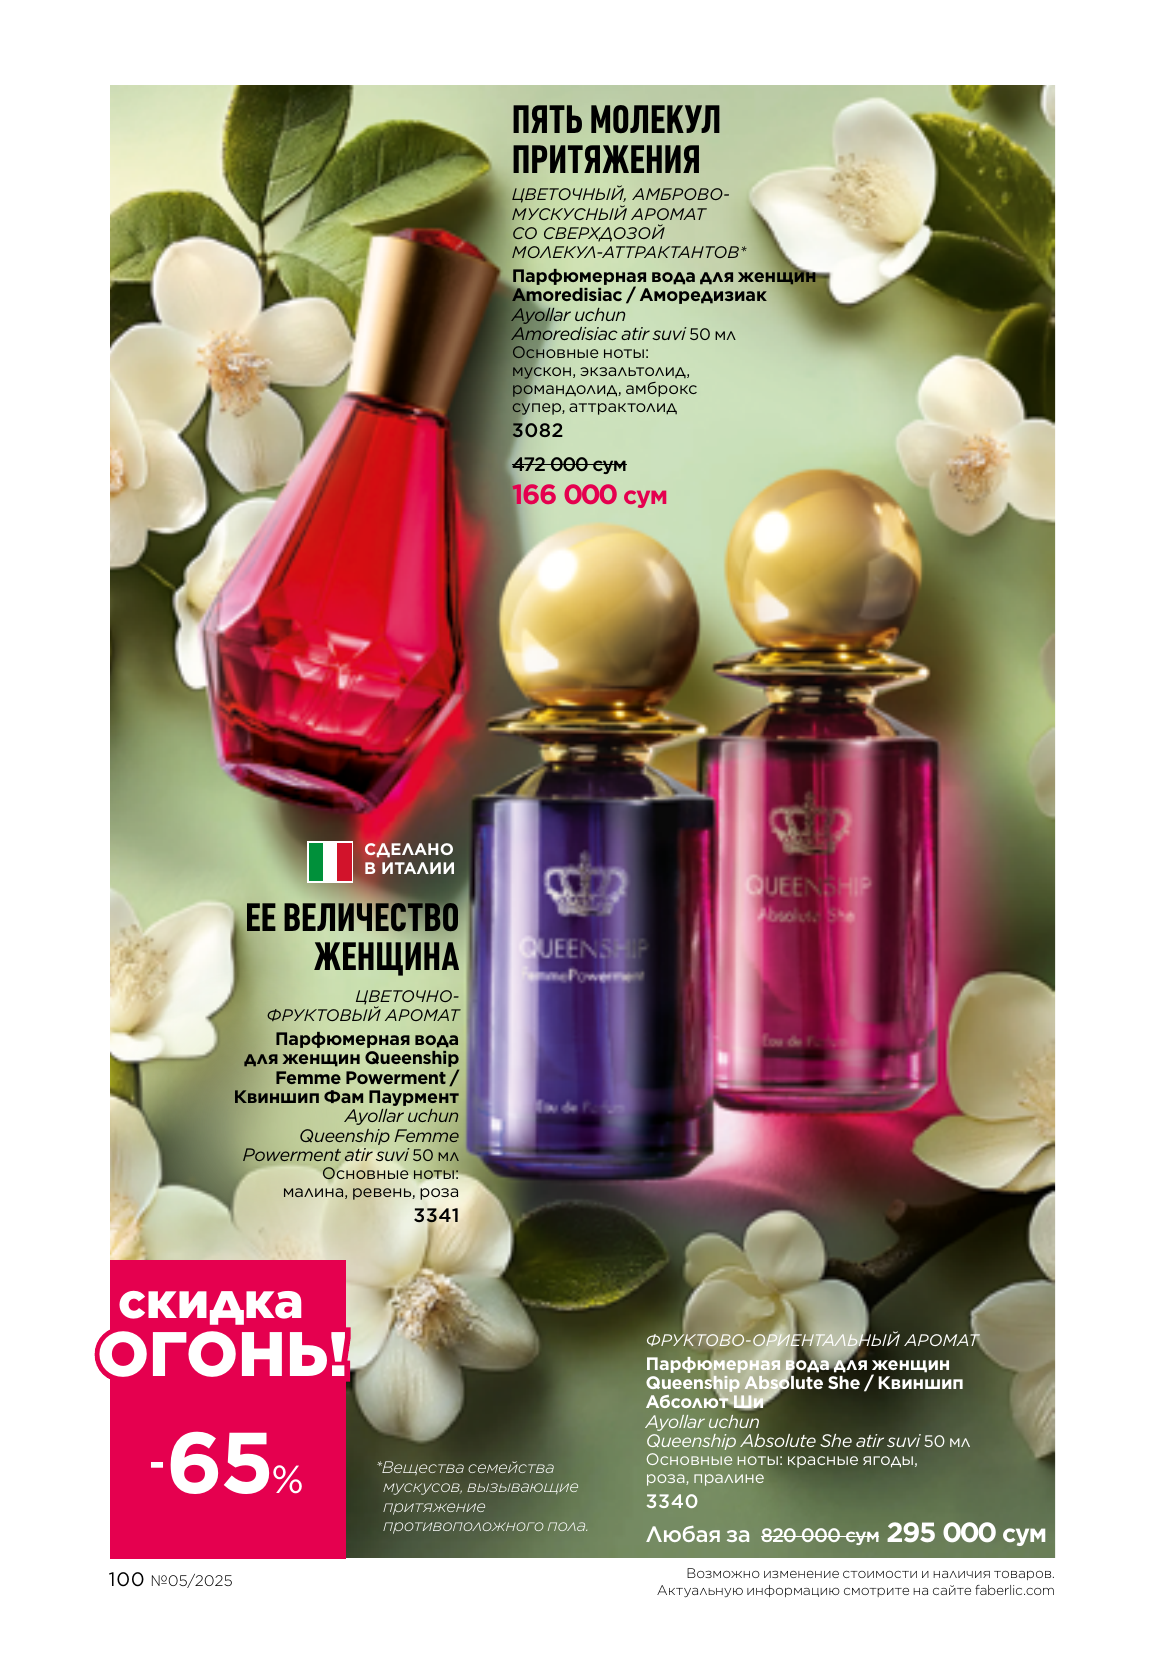 ПЯТЬ МОЛЕКУЛ
ПРИТЯЖЕНИЯ
ЦВЕТОЧНЫЙ, АМБРОВО-
МУСКУСНЫЙ АРОМАТ
СО СВЕРХДОЗОЙ
МОЛЕКУЛ-АТТРАКТАНТОВ*
Парфюмерная вода для женщин
Amoredisiac / Аморедизиак
Ayollar uchun
Amoredisiac atir suvi 50 мл
Основные ноты:
мускон, экзальтолид,
романдолид, амброкс
супер, аттрактолид
3082
472 000 сум
166 000 сум
QUEENSHIP
Absolute She
Eau de Parfum
QUEENSHIP
FemmePowerment
Eau de Parfum
СДЕЛАНО
В ИТАЛИИ
ЕЕ ВЕЛИЧЕСТВО
ЖЕНЩИНА
ЦВЕТОЧНО-
ФРУКТОВЫЙ АРОМАТ
Парфюмерная вода
для женщин Queenship
Femme Powerment /
Квиншип Фам Паурмент
Ayollar uchun
Queenship Femme
Powerment atir suvi 50 мл
Основные ноты:
малина, ревень, роза
3341
скидка
ОГОНЬ!
-65%
*Вещества семейства
мускусов, вызывающие
притяжение
противоположного пола.
ФРУКТОВО-ОРИЕНТАЛЬНЫЙ АРОМАТ
Парфюмерная вода для женщин
Queenship Absolute She / Квиншип
Абсолют Ши
Ayollar uchun
Queenship Absolute She atir suvi 50 мл
Основные ноты: красные ягоды,
роза, пралине
3340
Любая за 820 000 сум 295 000 сум
100 №05/2025
Возможно изменение стоимости и наличия товаров.
Актуальную информацию смотрите на сайте faberlic.com